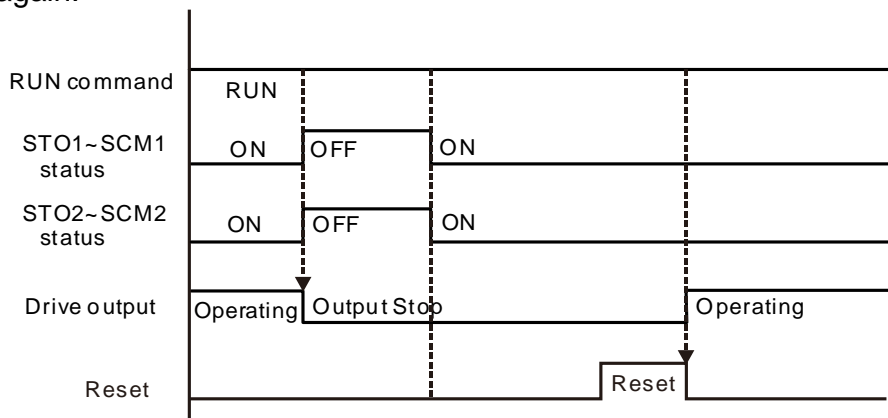 again.
RUN command RUN
STO1~SCM1
status ON OFF ON
STO2~SCM2
status ON OFF ON
Drive output Operating Output Stop Operating
Reset Reset